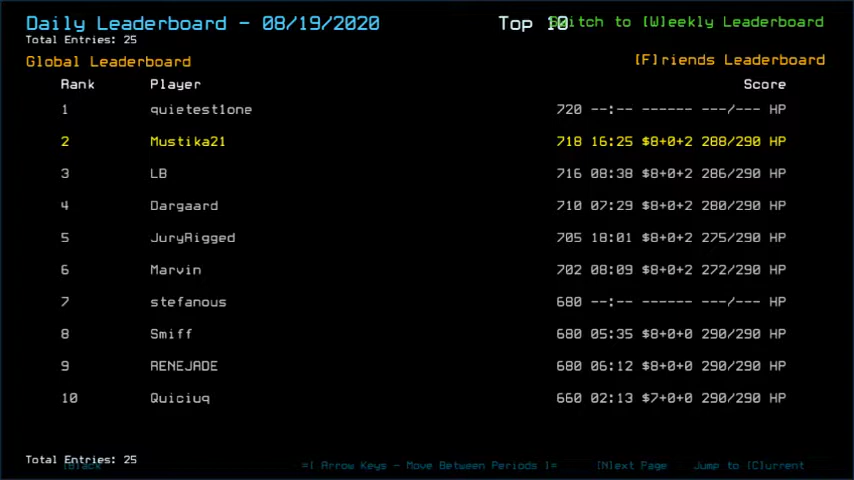 Daily Leaderboard - 08/19/2020 Top 10 Switch to [W]eekly Leaderboard
Total Entries: 25
Global Leaderboard [F]riends Leaderboard
Rank Player Score
1 quietest1one 720 --:-- ------ ---/--- HP
2 Mustika21 718 16:25 $8+0+2 288/290 HP
3 LB 716 08:38 $8+0+2 286/290 HP
4 Dargaard 710 07:29 $8+0+2 280/290 HP
5 JuryRigged 705 18:01 $8+0+2 275/290 HP
6 Marvin 702 08:09 $8+0+2 272/290 HP
7 stefanous 680 --:-- ------ ---/--- HP
8 Smiff 680 05:35 $8+0+0 290/290 HP
9 RENEJADE 680 06:12 $8+0+0 290/290 HP
10 Quiciuq 660 02:13 $7+0+0 290/290 HP
Total Entries: 25
[B]ack =[ Arrow Keys - Move Between Periods ]= [N]ext Page Jump to [C]urrent